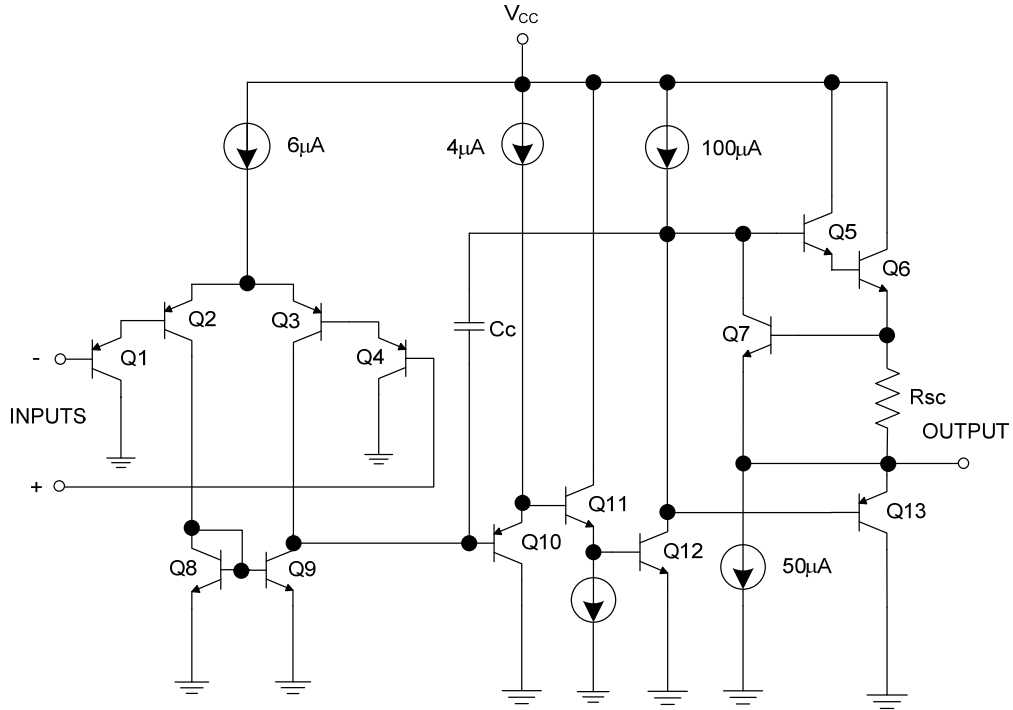 VCC
6μA
4μA
100μA
Q5
Q6
Q2
Q3
Cc
Q7
-
Q1
Q4
Rsc
INPUTS
OUTPUT
+
Q11
Q13
Q10
Q12
Q8
Q9
50μA